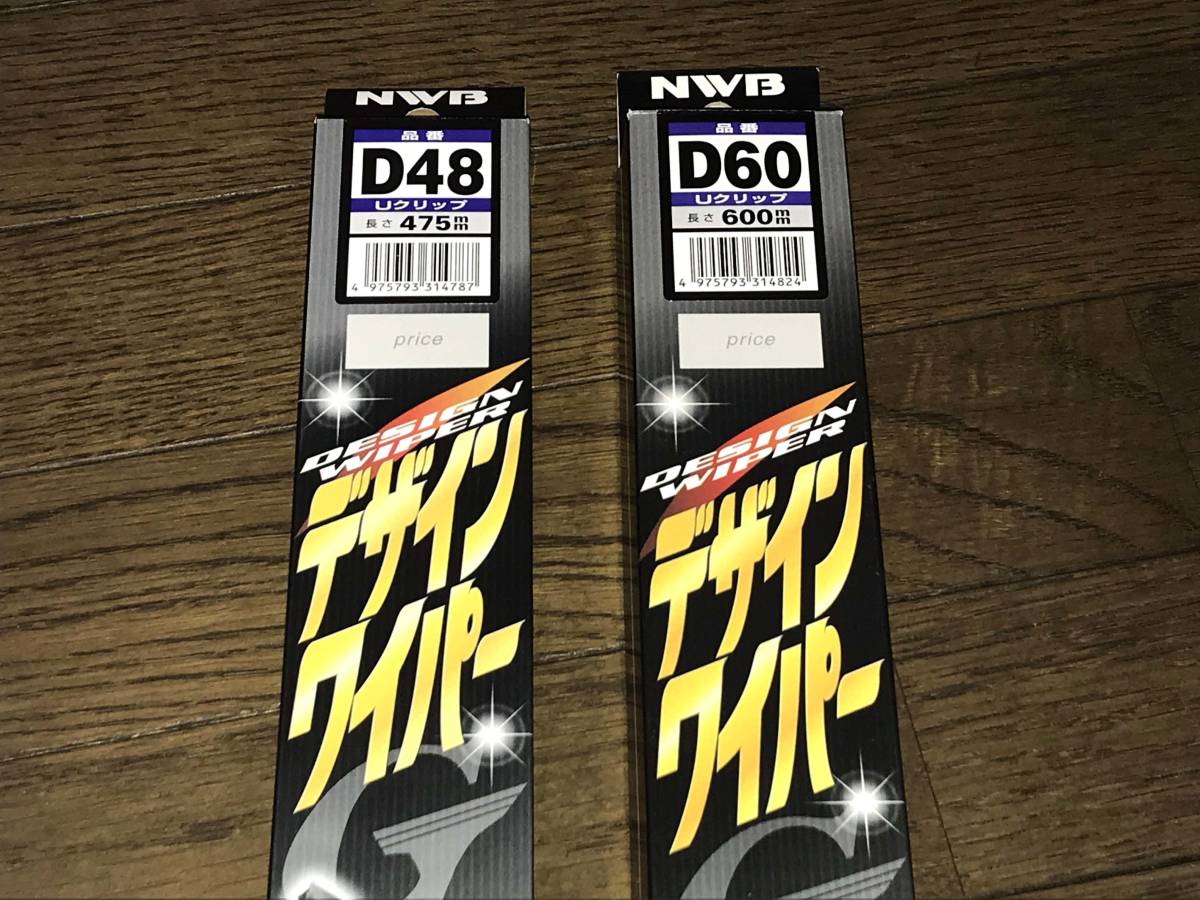 NWB
品番
D48
Uクリップ
長さ 475mm
4 975793 314787
price
DESIGN
WIPER
デザイン
ワイパー
NWB
品番
D60
Uクリップ
長さ 600mm
4 975793 314824
price
DESIGN
WIPER
デザイン
ワイパー